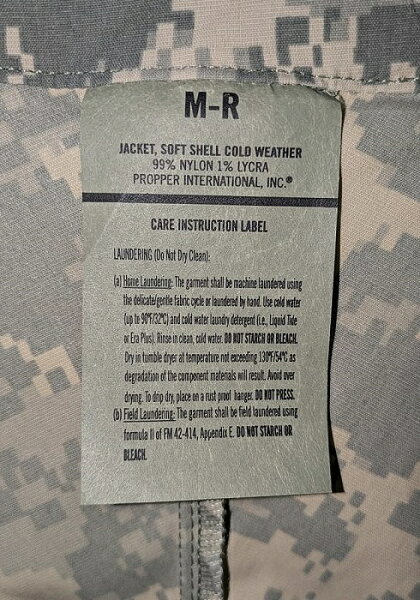 M-R
JACKET, SOFT SHELL COLD WEATHER
99% NYLON 1% LYCRA
PROPPER INTERNATIONAL, INC.®
CARE INSTRUCTION LABEL
LAUNDERING (Do Not Dry Clean):
(a) Home Laundering: The garment shall be machine laundered using
the delicate/gentle fabric cycle or laundered by hand. Use cold water
(up to 90°F/32°C) and cold water laundry detergent (i.e., Liquid Tide
or Era Plus). Rinse in clean, cold water. DO NOT STARCH OR BLEACH.
Dry in tumble dryer at temperature not exceeding 130°F/54°C as
degradation of the component materials will result. Avoid over
drying. To drip dry, place on a rust proof hanger. DO NOT PRESS.
(b) Field Laundering: The garment shall be field laundered using
formula II of FM 42-414, Appendix E. DO NOT STARCH OR
BLEACH.